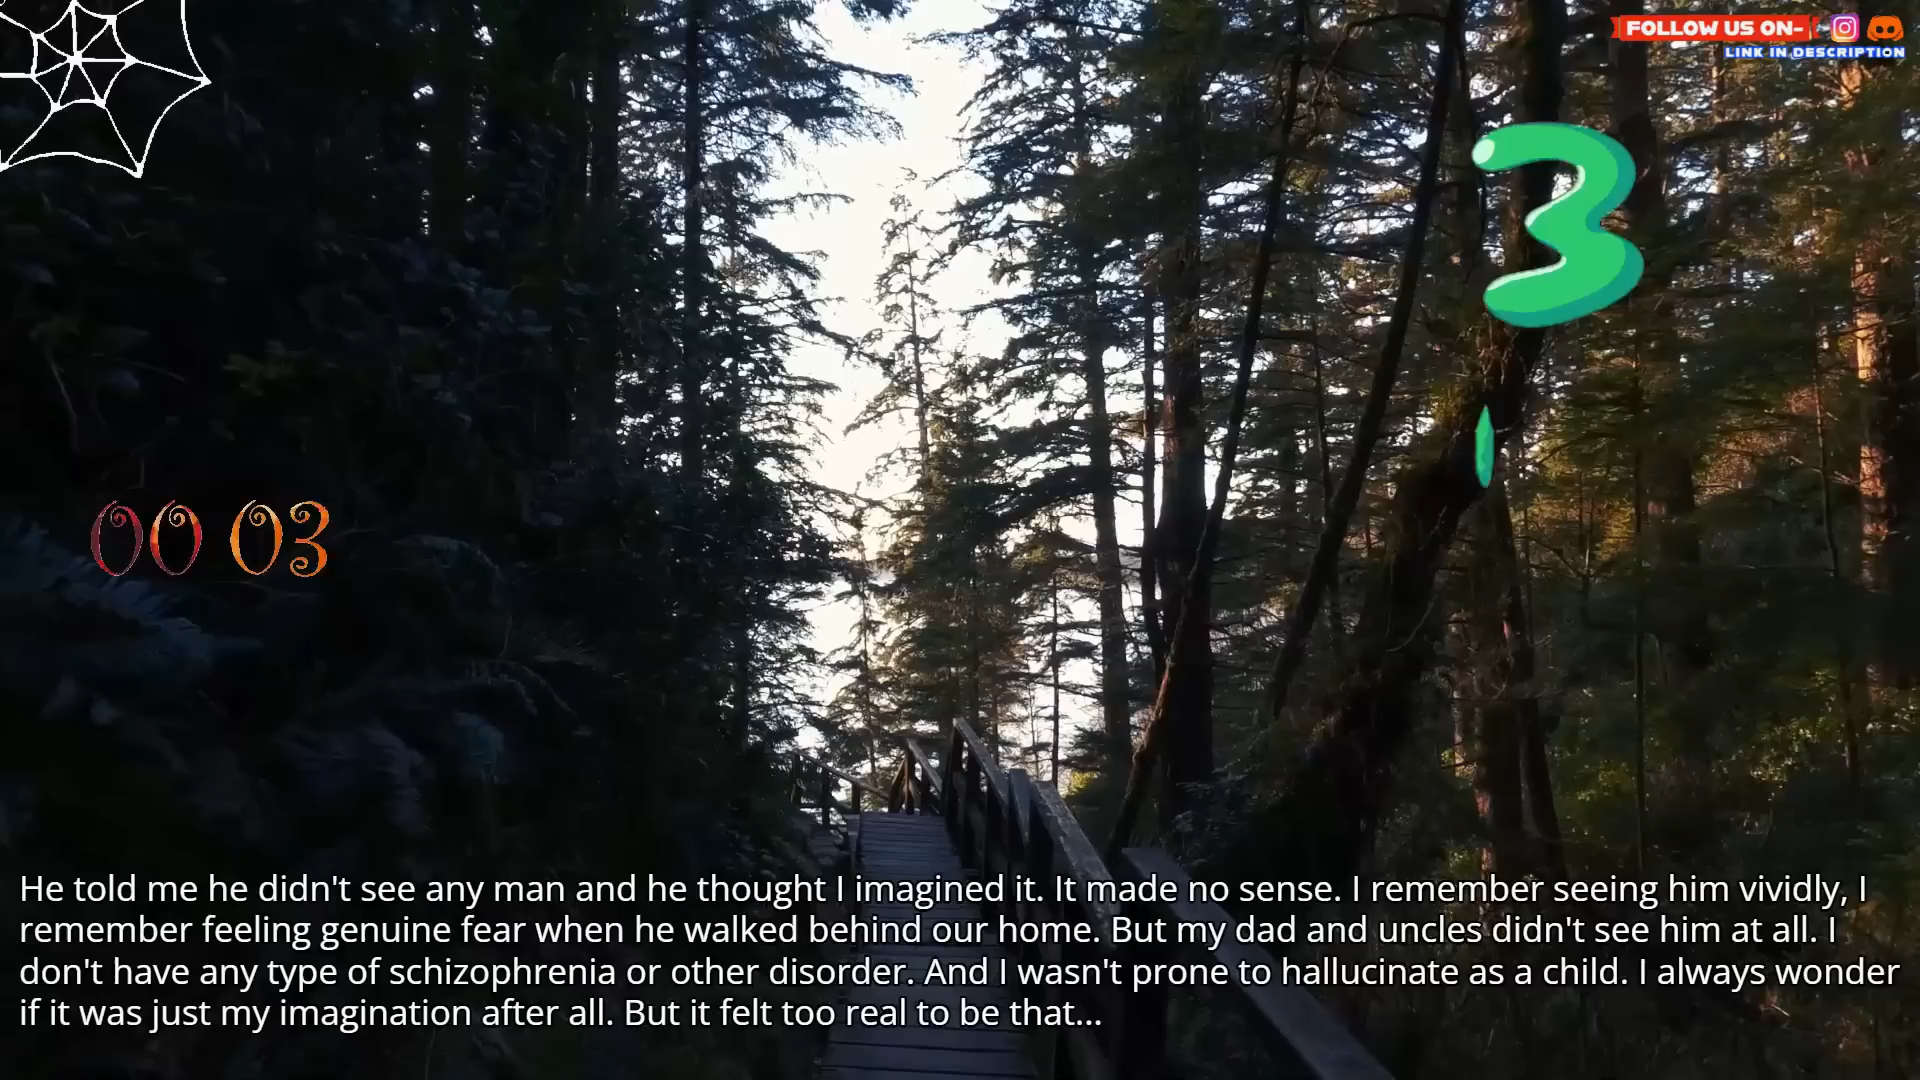 FOLLOW US ON-
LINK IN DESCRIPTION
3
00 03
He told me he didn't see any man and he thought I imagined it. It made no sense. I remember seeing him vividly, I
remember feeling genuine fear when he walked behind our home. But my dad and uncles didn't see him at all. I
don't have any type of schizophrenia or other disorder. And I wasn't prone to hallucinate as a child. I always wonder
if it was just my imagination after all. But it felt too real to be that...